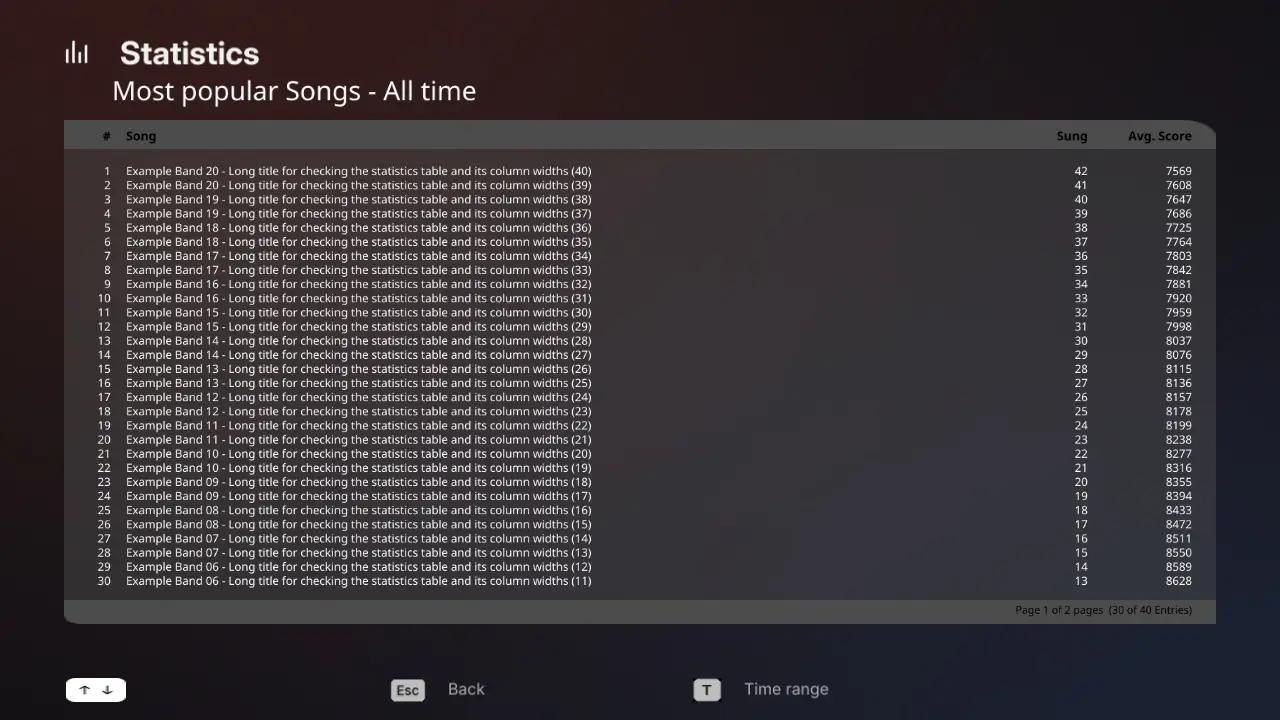 Statistics
Most popular Songs - All time
# Song Sung Avg. Score
1 Example Band 20 - Long title for checking the statistics table and its column widths (40) 42 7569
2 Example Band 20 - Long title for checking the statistics table and its column widths (39) 41 7608
3 Example Band 19 - Long title for checking the statistics table and its column widths (38) 40 7647
4 Example Band 19 - Long title for checking the statistics table and its column widths (37) 39 7686
5 Example Band 18 - Long title for checking the statistics table and its column widths (36) 38 7725
6 Example Band 18 - Long title for checking the statistics table and its column widths (35) 37 7764
7 Example Band 17 - Long title for checking the statistics table and its column widths (34) 36 7803
8 Example Band 17 - Long title for checking the statistics table and its column widths (33) 35 7842
9 Example Band 16 - Long title for checking the statistics table and its column widths (32) 34 7881
10 Example Band 16 - Long title for checking the statistics table and its column widths (31) 33 7920
11 Example Band 15 - Long title for checking the statistics table and its column widths (30) 32 7959
12 Example Band 15 - Long title for checking the statistics table and its column widths (29) 31 7998
13 Example Band 14 - Long title for checking the statistics table and its column widths (28) 30 8037
14 Example Band 14 - Long title for checking the statistics table and its column widths (27) 29 8076
15 Example Band 13 - Long title for checking the statistics table and its column widths (26) 28 8115
16 Example Band 13 - Long title for checking the statistics table and its column widths (25) 27 8136
17 Example Band 12 - Long title for checking the statistics table and its column widths (24) 26 8157
18 Example Band 12 - Long title for checking the statistics table and its column widths (23) 25 8178
19 Example Band 11 - Long title for checking the statistics table and its column widths (22) 24 8199
20 Example Band 11 - Long title for checking the statistics table and its column widths (21) 23 8238
21 Example Band 10 - Long title for checking the statistics table and its column widths (20) 22 8277
22 Example Band 10 - Long title for checking the statistics table and its column widths (19) 21 8316
23 Example Band 09 - Long title for checking the statistics table and its column widths (18) 20 8355
24 Example Band 09 - Long title for checking the statistics table and its column widths (17) 19 8394
25 Example Band 08 - Long title for checking the statistics table and its column widths (16) 18 8433
26 Example Band 08 - Long title for checking the statistics table and its column widths (15) 17 8472
27 Example Band 07 - Long title for checking the statistics table and its column widths (14) 16 8511
28 Example Band 07 - Long title for checking the statistics table and its column widths (13) 15 8550
29 Example Band 06 - Long title for checking the statistics table and its column widths (12) 14 8589
30 Example Band 06 - Long title for checking the statistics table and its column widths (11) 13 8628
Page 1 of 2 pages (30 of 40 Entries)
↑ ↓ Esc Back T Time range